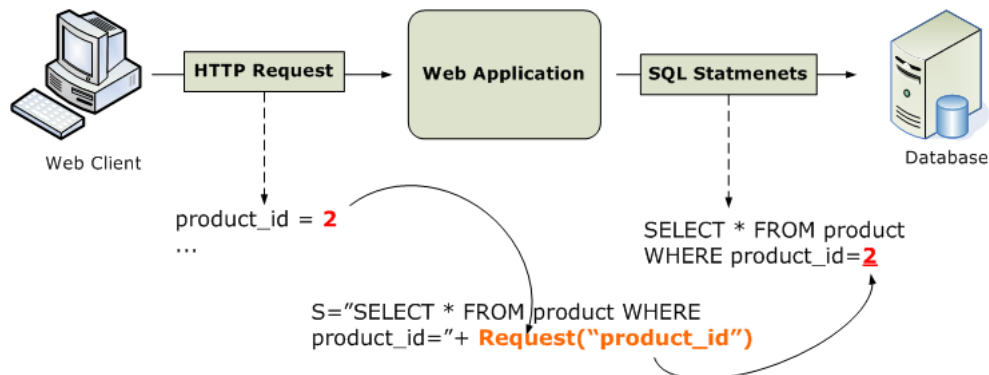 HTTP Request
Web Application
SQL Statmenets
Web Client
Database
product_id = 2
...
SELECT * FROM product
WHERE product_id=2
S="SELECT * FROM product WHERE
product_id="+ Request("product_id")